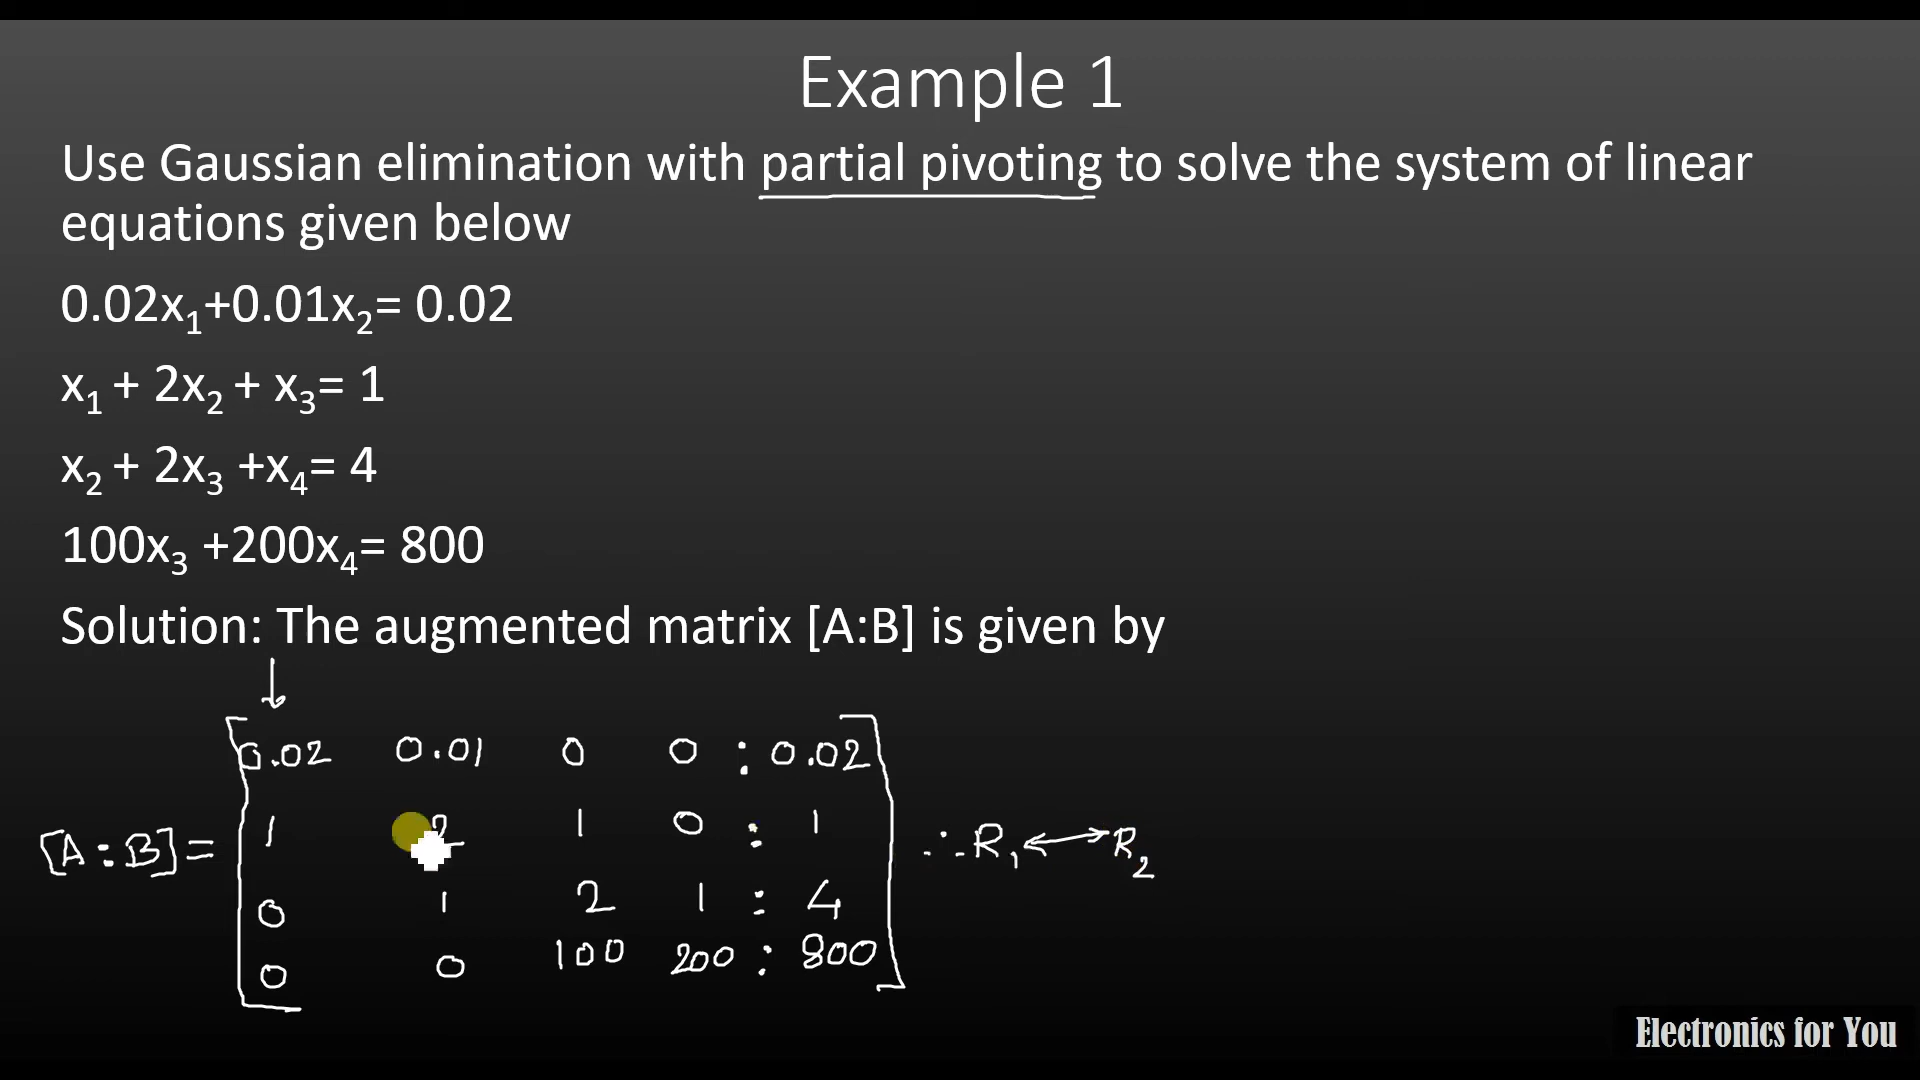 Example 1
Use Gaussian elimination with partial pivoting to solve the system of linear
equations given below
0.02x₁+0.01x₂= 0.02
x₁ + 2x₂ + x₃= 1
x₂ + 2x₃ +x₄= 4
100x₃ +200x₄= 800
Solution: The augmented matrix [A:B] is given by
0.02 0.01 0 0 : 0.02
[A:B]= 1 2 1 0 : 1 ∴R₁↔R₂
0 1 2 1 : 4
0 0 100 200 : 800
Electronics for You